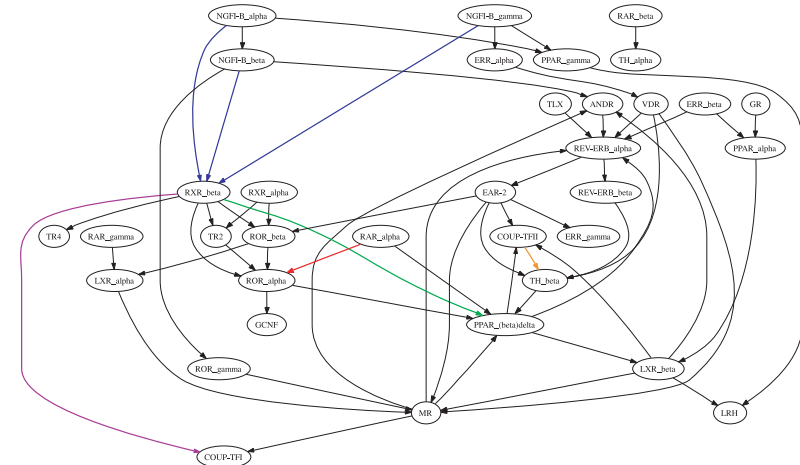 NGFI-B_alpha
NGFI-B_gamma
RAR_beta
NGFI-B_beta
ERR_alpha
PPAR_gamma
TH_alpha
TLX
ANDR
VDR
ERR_beta
GR
REV-ERB_alpha
PPAR_alpha
RXR_beta
RXR_alpha
EAR-2
REV-ERB_beta
TR4
RAR_gamma
TR2
ROR_beta
RAR_alpha
COUP-TFII
ERR_gamma
LXR_alpha
ROR_alpha
TH_beta
GCNF
PPAR_(beta)delta
ROR_gamma
LXR_beta
MR
LRH
COUP-TFI